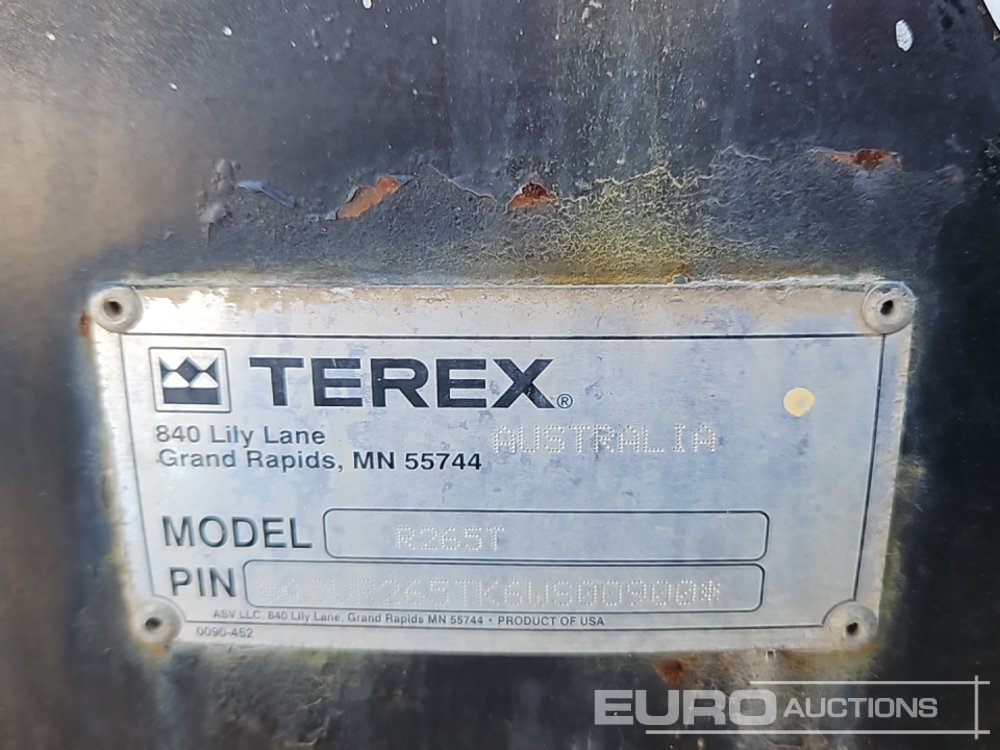 TEREX®
840 Lily Lane
Grand Rapids, MN 55744
AUSTRALIA
MODEL R265T
PIN
ASV LLC, 840 Lily Lane, Grand Rapids MN 55744 • PRODUCT OF USA
0090-452
EURO AUCTIONS